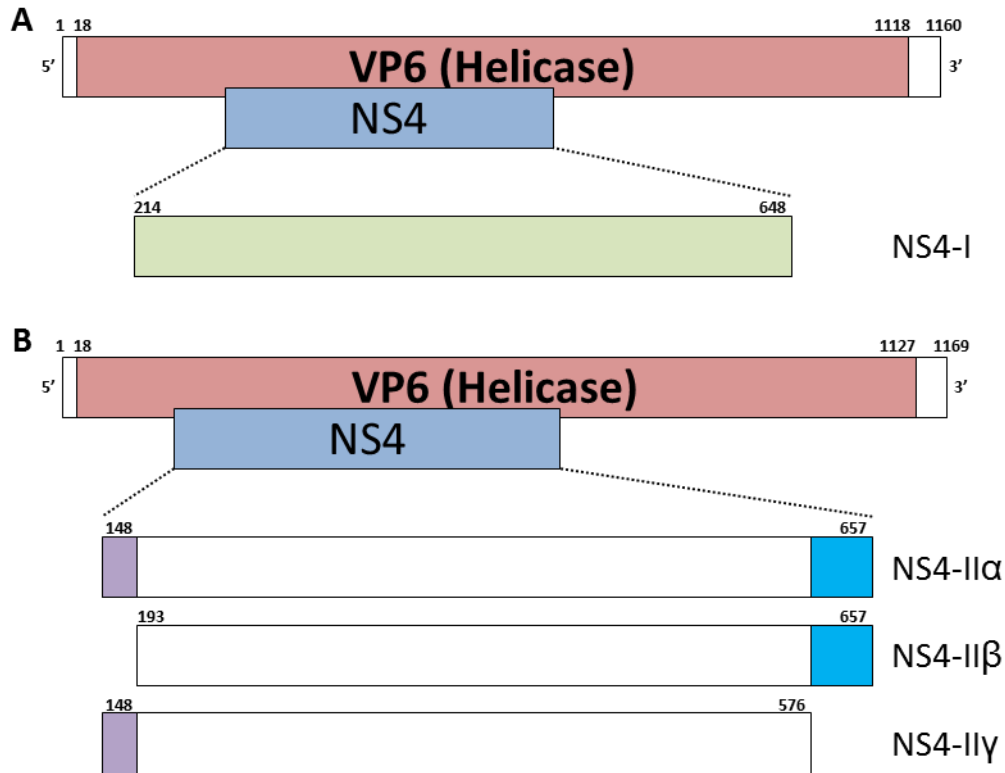 A
1 18 1118 1160
5’ VP6 (Helicase) 3’
NS4
214 648
NS4-I
B
1 18 1127 1169
5’ VP6 (Helicase) 3’
NS4
148 657
NS4-IIα
193 657
NS4-IIβ
148 576
NS4-IIγ